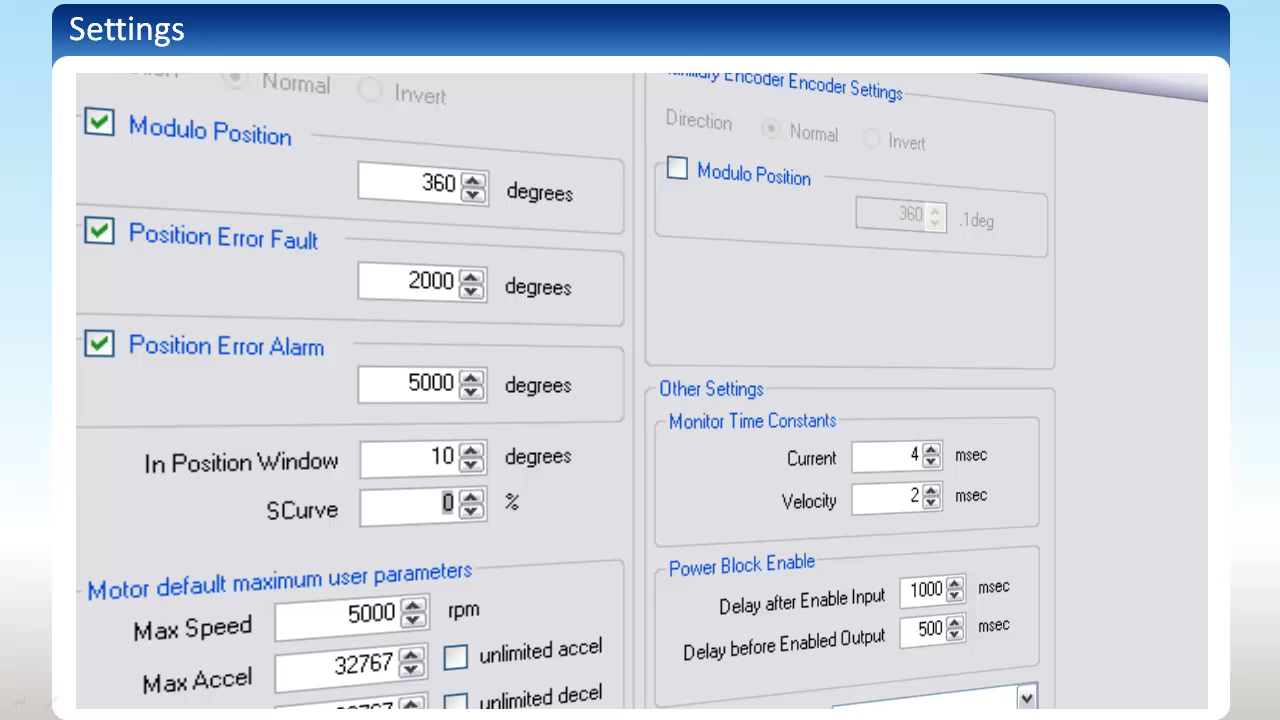 Settings
Normal
Invert
Modulo Position
360 degrees
Position Error Fault
2000 degrees
Position Error Alarm
5000 degrees
In Position Window 10 degrees
SCurve 0 %
Motor default maximum user parameters
Max Speed 5000 rpm
Max Accel 32767 unlimited accel
unlimited decel
Encoder Encoder Settings
Direction Normal Invert
Modulo Position
360 .1deg
Other Settings
Monitor Time Constants
Current 4 msec
Velocity 2 msec
Power Block Enable
Delay after Enable Input 1000 msec
Delay before Enabled Output 500 msec